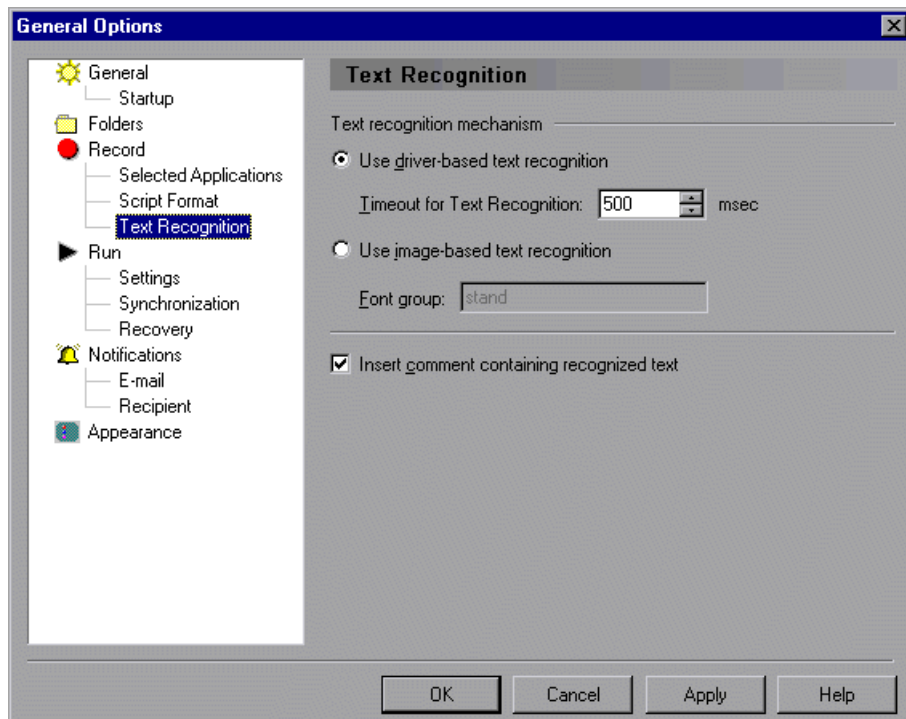 General Options
General
Startup
Folders
Record
Selected Applications
Script Format
Text Recognition
Run
Settings
Synchronization
Recovery
Notifications
E-mail
Recipient
Appearance
Text Recognition
Text recognition mechanism
Use driver-based text recognition
Timeout for Text Recognition: 500 msec
Use image-based text recognition
Font group: stand
Insert comment containing recognized text
OK Cancel Apply Help